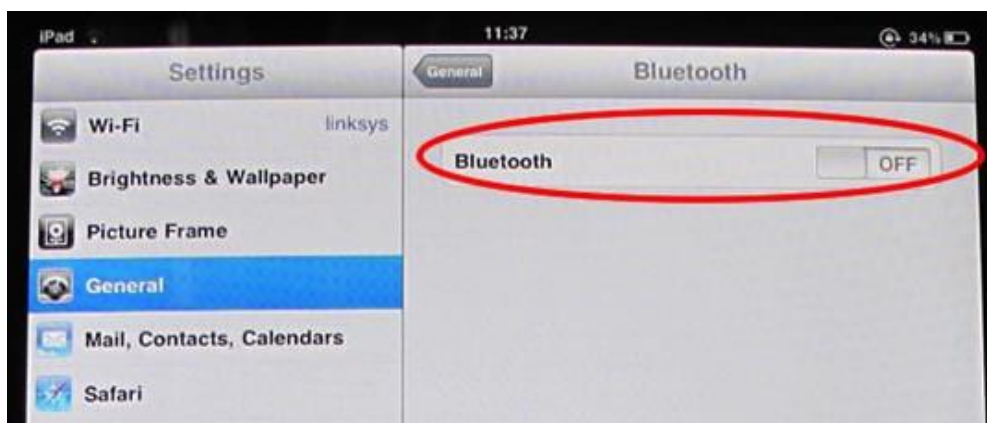 iPad 11:37 34%
Settings
General Bluetooth
Wi-Fi linksys
Bluetooth OFF
Brightness & Wallpaper
Picture Frame
General
Mail, Contacts, Calendars
Safari